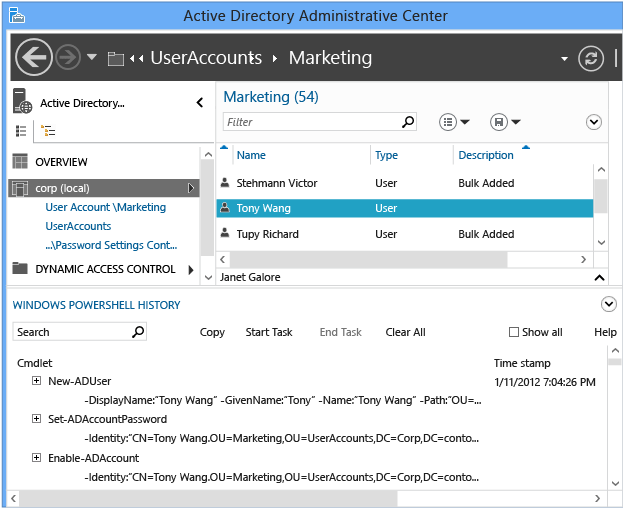 Active Directory Administrative Center
UserAccounts Marketing
Active Directory...
OVERVIEW
corp (local)
User Account \Marketing
UserAccounts
...\Password Settings Cont...
DYNAMIC ACCESS CONTROL
Marketing (54)
Filter
Name Type Description
Stehmann Victor User Bulk Added
Tony Wang User
Tupy Richard User Bulk Added
Janet Galore
WINDOWS POWERSHELL HISTORY
Search Copy Start Task End Task Clear All Show all Help
Cmdlet Time stamp
New-ADUser 1/11/2012 7:04:26 PM
-DisplayName:"Tony Wang" -GivenName:"Tony" -Name:"Tony Wang" -Path:"OU=...
Set-ADAccountPassword
-Identity:"CN=Tony Wang.OU=Marketing,OU=UserAccounts,DC=Corp,DC=conto...
Enable-ADAccount
-Identity:"CN=Tony Wang.OU=Marketing,OU=UserAccounts,DC=Corp,DC=conto...